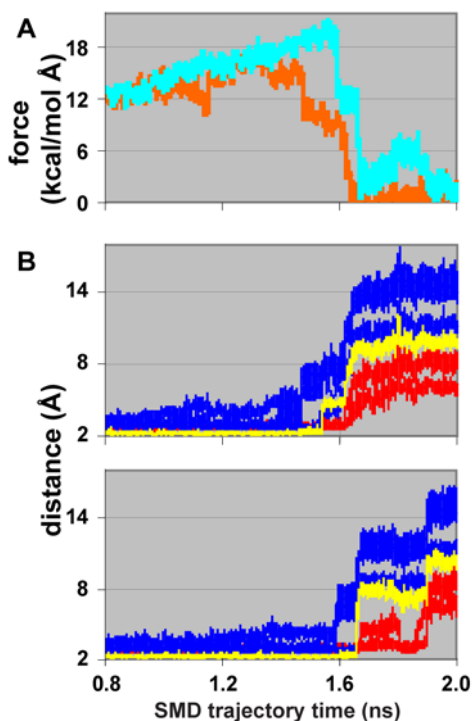 A
18
12
6
0
force
(kcal/mol Å)
B
14
8
2
distance (Å)
14
8
2
0.8 1.2 1.6 2.0
SMD trajectory time (ns)